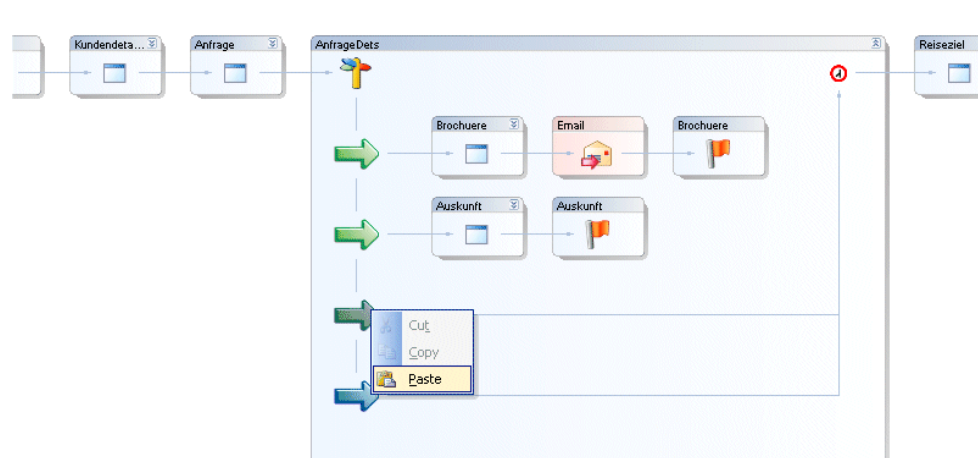 Kundendeta...
Anfrage
AnfrageDets
Reiseziel
Brochuere
Email
Brochuere
Auskunft
Auskunft
Cut
Copy
Paste